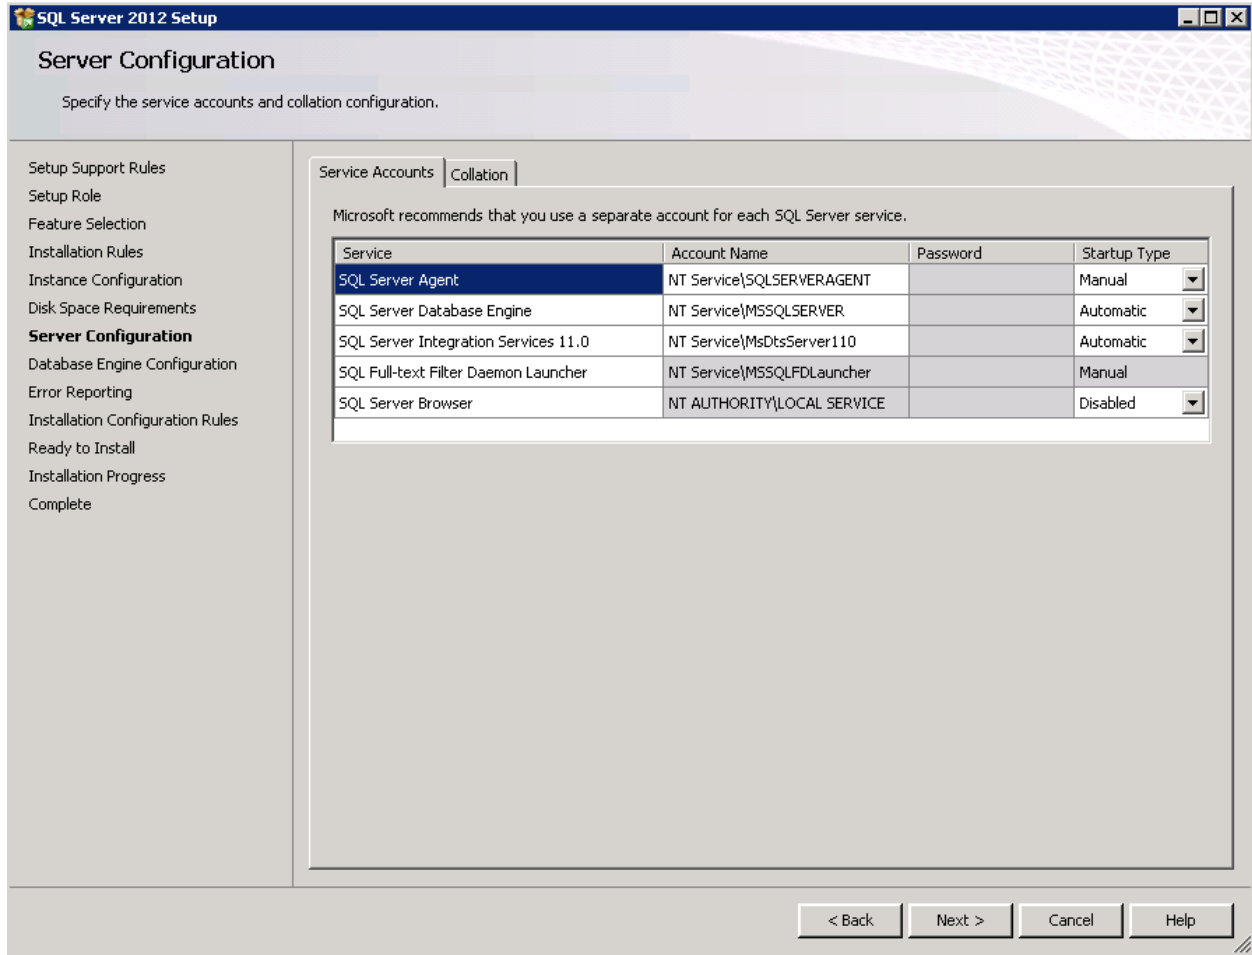 SQL Server 2012 Setup
Server Configuration
Specify the service accounts and collation configuration.
Setup Support Rules
Setup Role
Feature Selection
Installation Rules
Instance Configuration
Disk Space Requirements
Server Configuration
Database Engine Configuration
Error Reporting
Installation Configuration Rules
Ready to Install
Installation Progress
Complete
Service Accounts Collation
Microsoft recommends that you use a separate account for each SQL Server service.
Service Account Name Password Startup Type
SQL Server Agent NT Service\SQLSERVERAGENT Manual
SQL Server Database Engine NT Service\MSSQLSERVER Automatic
SQL Server Integration Services 11.0 NT Service\MsDtsServer110 Automatic
SQL Full-text Filter Daemon Launcher NT Service\MSSQLFDLauncher Manual
SQL Server Browser NT AUTHORITY\LOCAL SERVICE Disabled
< Back Next > Cancel Help